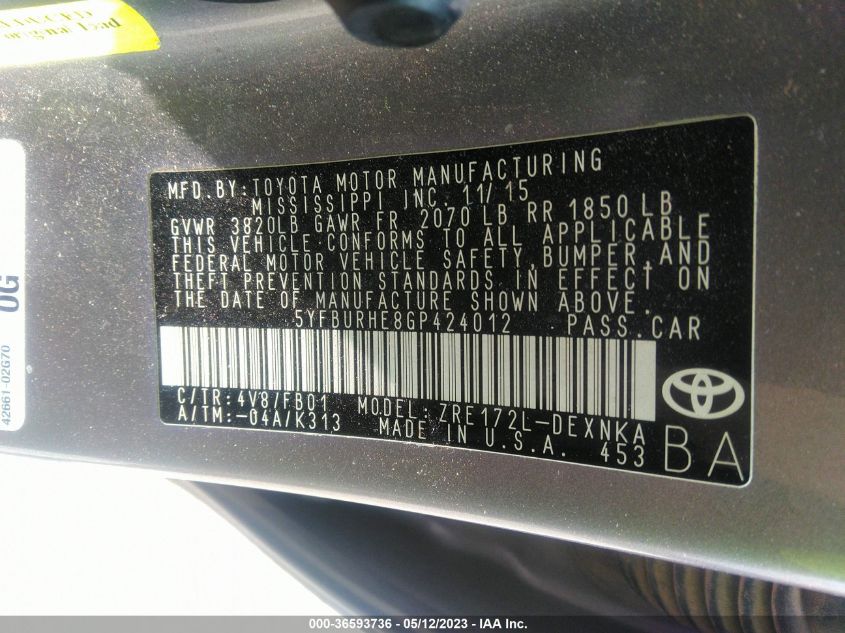 original Lead
42661-02G70 0G
MFD.BY:TOYOTA MOTOR MANUFACTURING
MISSISSIPPI INC. 11/15
GVWR 3820LB GAWR FR 2070 LB RR 1850 LB
THIS VEHICLE CONFORMS TO ALL APPLICABLE
FEDERAL MOTOR VEHICLE SAFETY, BUMPER, AND
THEFT PREVENTION STANDARDS IN EFFECT ON
THE DATE OF MANUFACTURE SHOWN ABOVE.
5YFBURHE8GP424012 PASS.CAR
C/TR:4V8/FB01 MODEL:ZRE172L-DEXNKA
A/TM:-04A/K313 MADE IN U.S.A. 453
BA
000-36593736 - 05/12/2023 - IAA Inc.